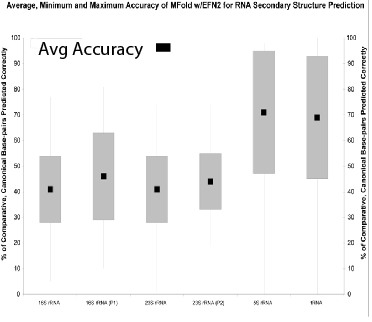 Average, Minimum and Maximum Accuracy of MFold w/EFN2 for RNA Secondary Structure Prediction
Avg Accuracy
% of Comparative, Canonical Base-pairs Predicted Correctly
100
90
80
70
60
50
40
30
20
10
0
100
90
80
70
60
50
40
30
20
10
0
% of Comparative, Canonical Base-pairs Predicted Correctly
16S rRNA
16S rRNA (P1)
23S rRNA
23S rRNA (P2)
5S rRNA
tRNA